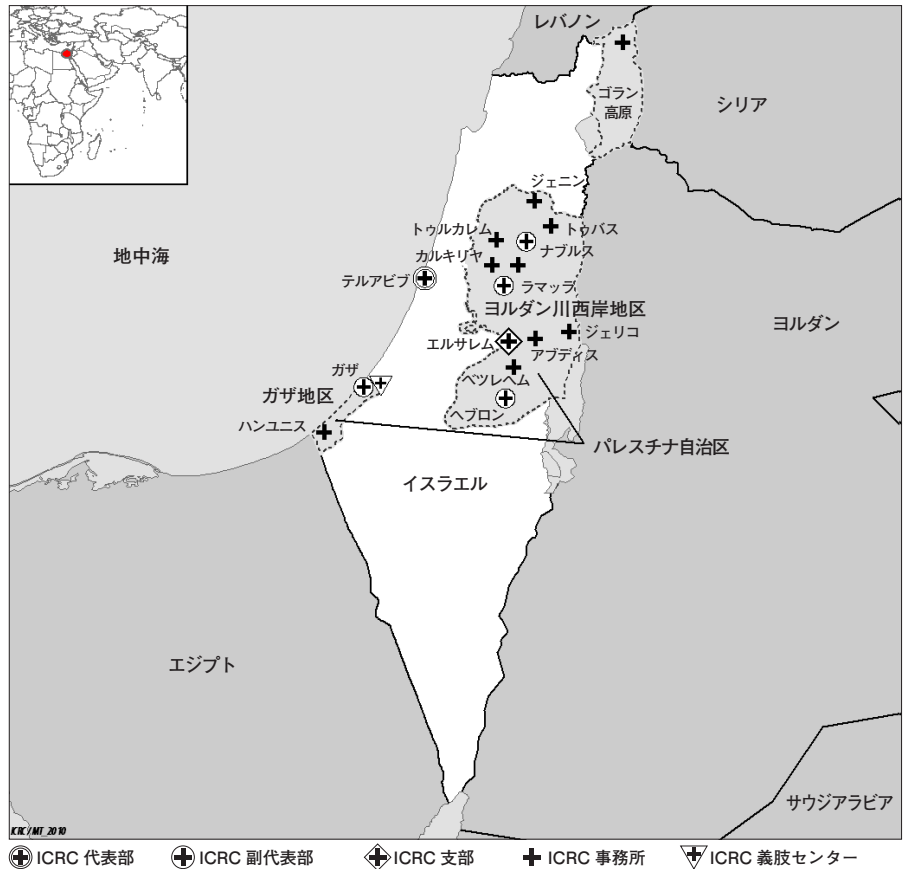 レバノン
ゴラン
高原
シリア
ジェニン
トゥルカレム
トゥバス
カルキリヤ
ナブルス
地中海
テルアビブ
ラマッラ
ヨルダン川西岸地区
ヨルダン
エルサレム
ジェリコ
アブディス
ガザ
ベツレヘム
ガザ地区
ヘブロン
ハンユニス
パレスチナ自治区
イスラエル
エジプト
サウジアラビア
ICRC/MT_2010
ICRC 代表部
ICRC 副代表部
ICRC 支部
ICRC 事務所
ICRC 義肢センター